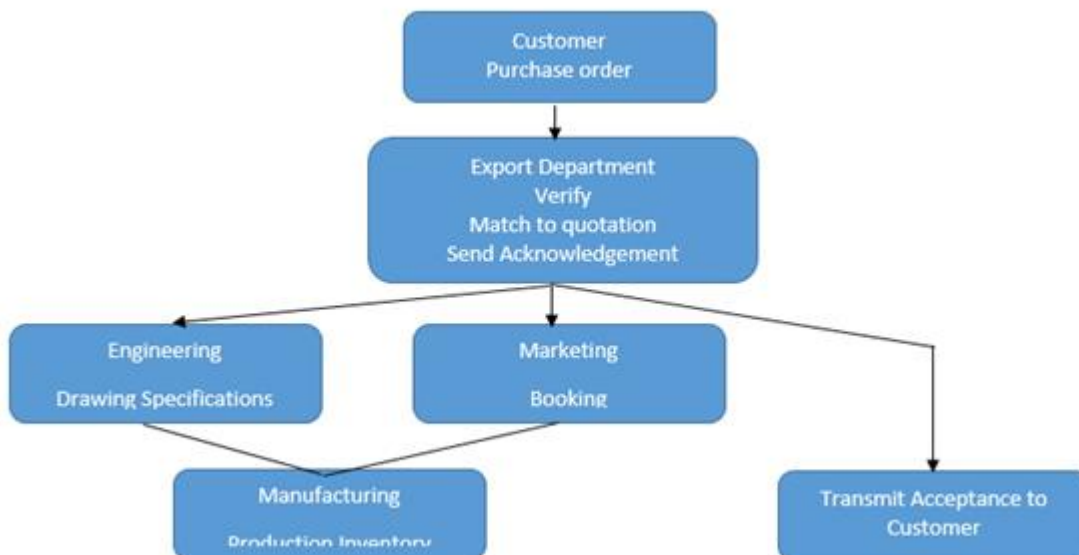 Customer
Purchase order
Export Department
Verify
Match to quotation
Send Acknowledgement
Engineering
Drawing Specifications
Marketing
Booking
Manufacturing
Production Inventory
Transmit Acceptance to
Customer